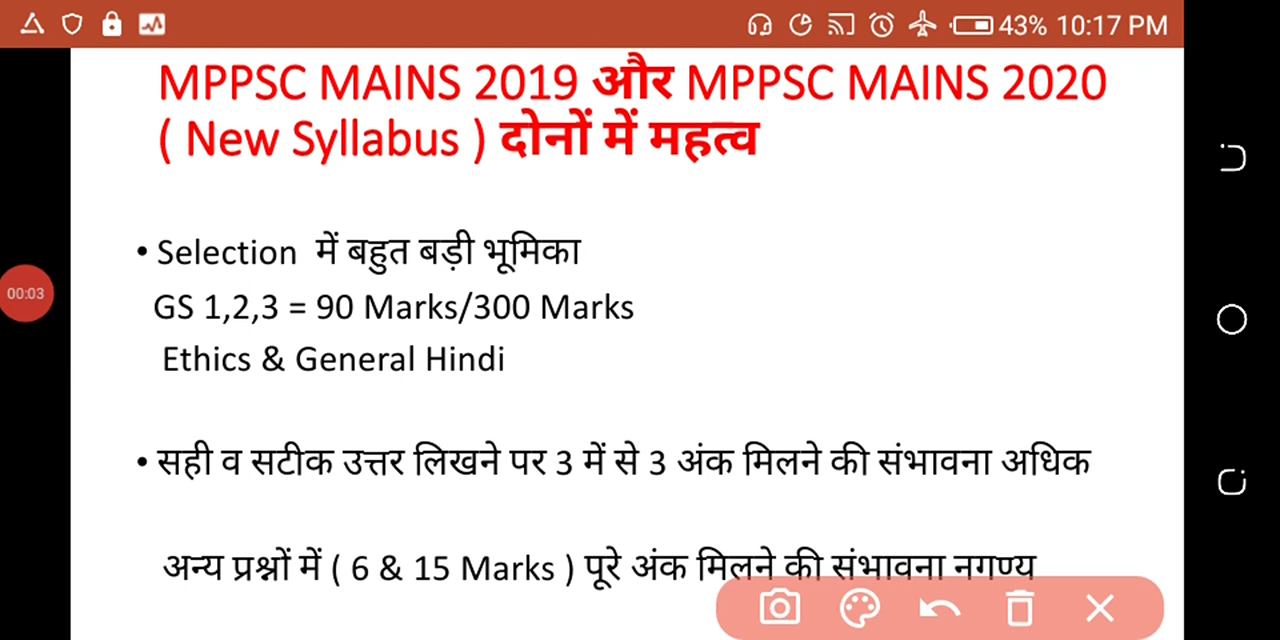 43% 10:17 PM
MPPSC MAINS 2019 और MPPSC MAINS 2020
( New Syllabus ) दोनों में महत्व
• Selection में बहुत बड़ी भूमिका
GS 1,2,3 = 90 Marks/300 Marks
00:03
Ethics & General Hindi
• सही व सटीक उत्तर लिखने पर 3 में से 3 अंक मिलने की संभावना अधिक
अन्य प्रश्नों में ( 6 & 15 Marks ) पूरे अंक मिलने की संभावना नगण्य